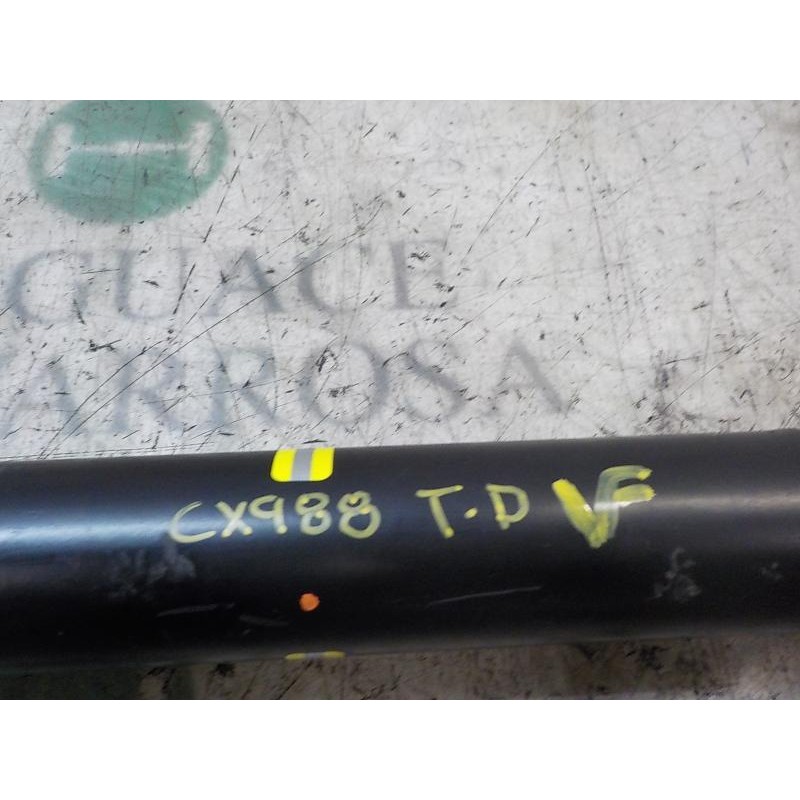 GUACE
ARROSA
CX988 T.D VF